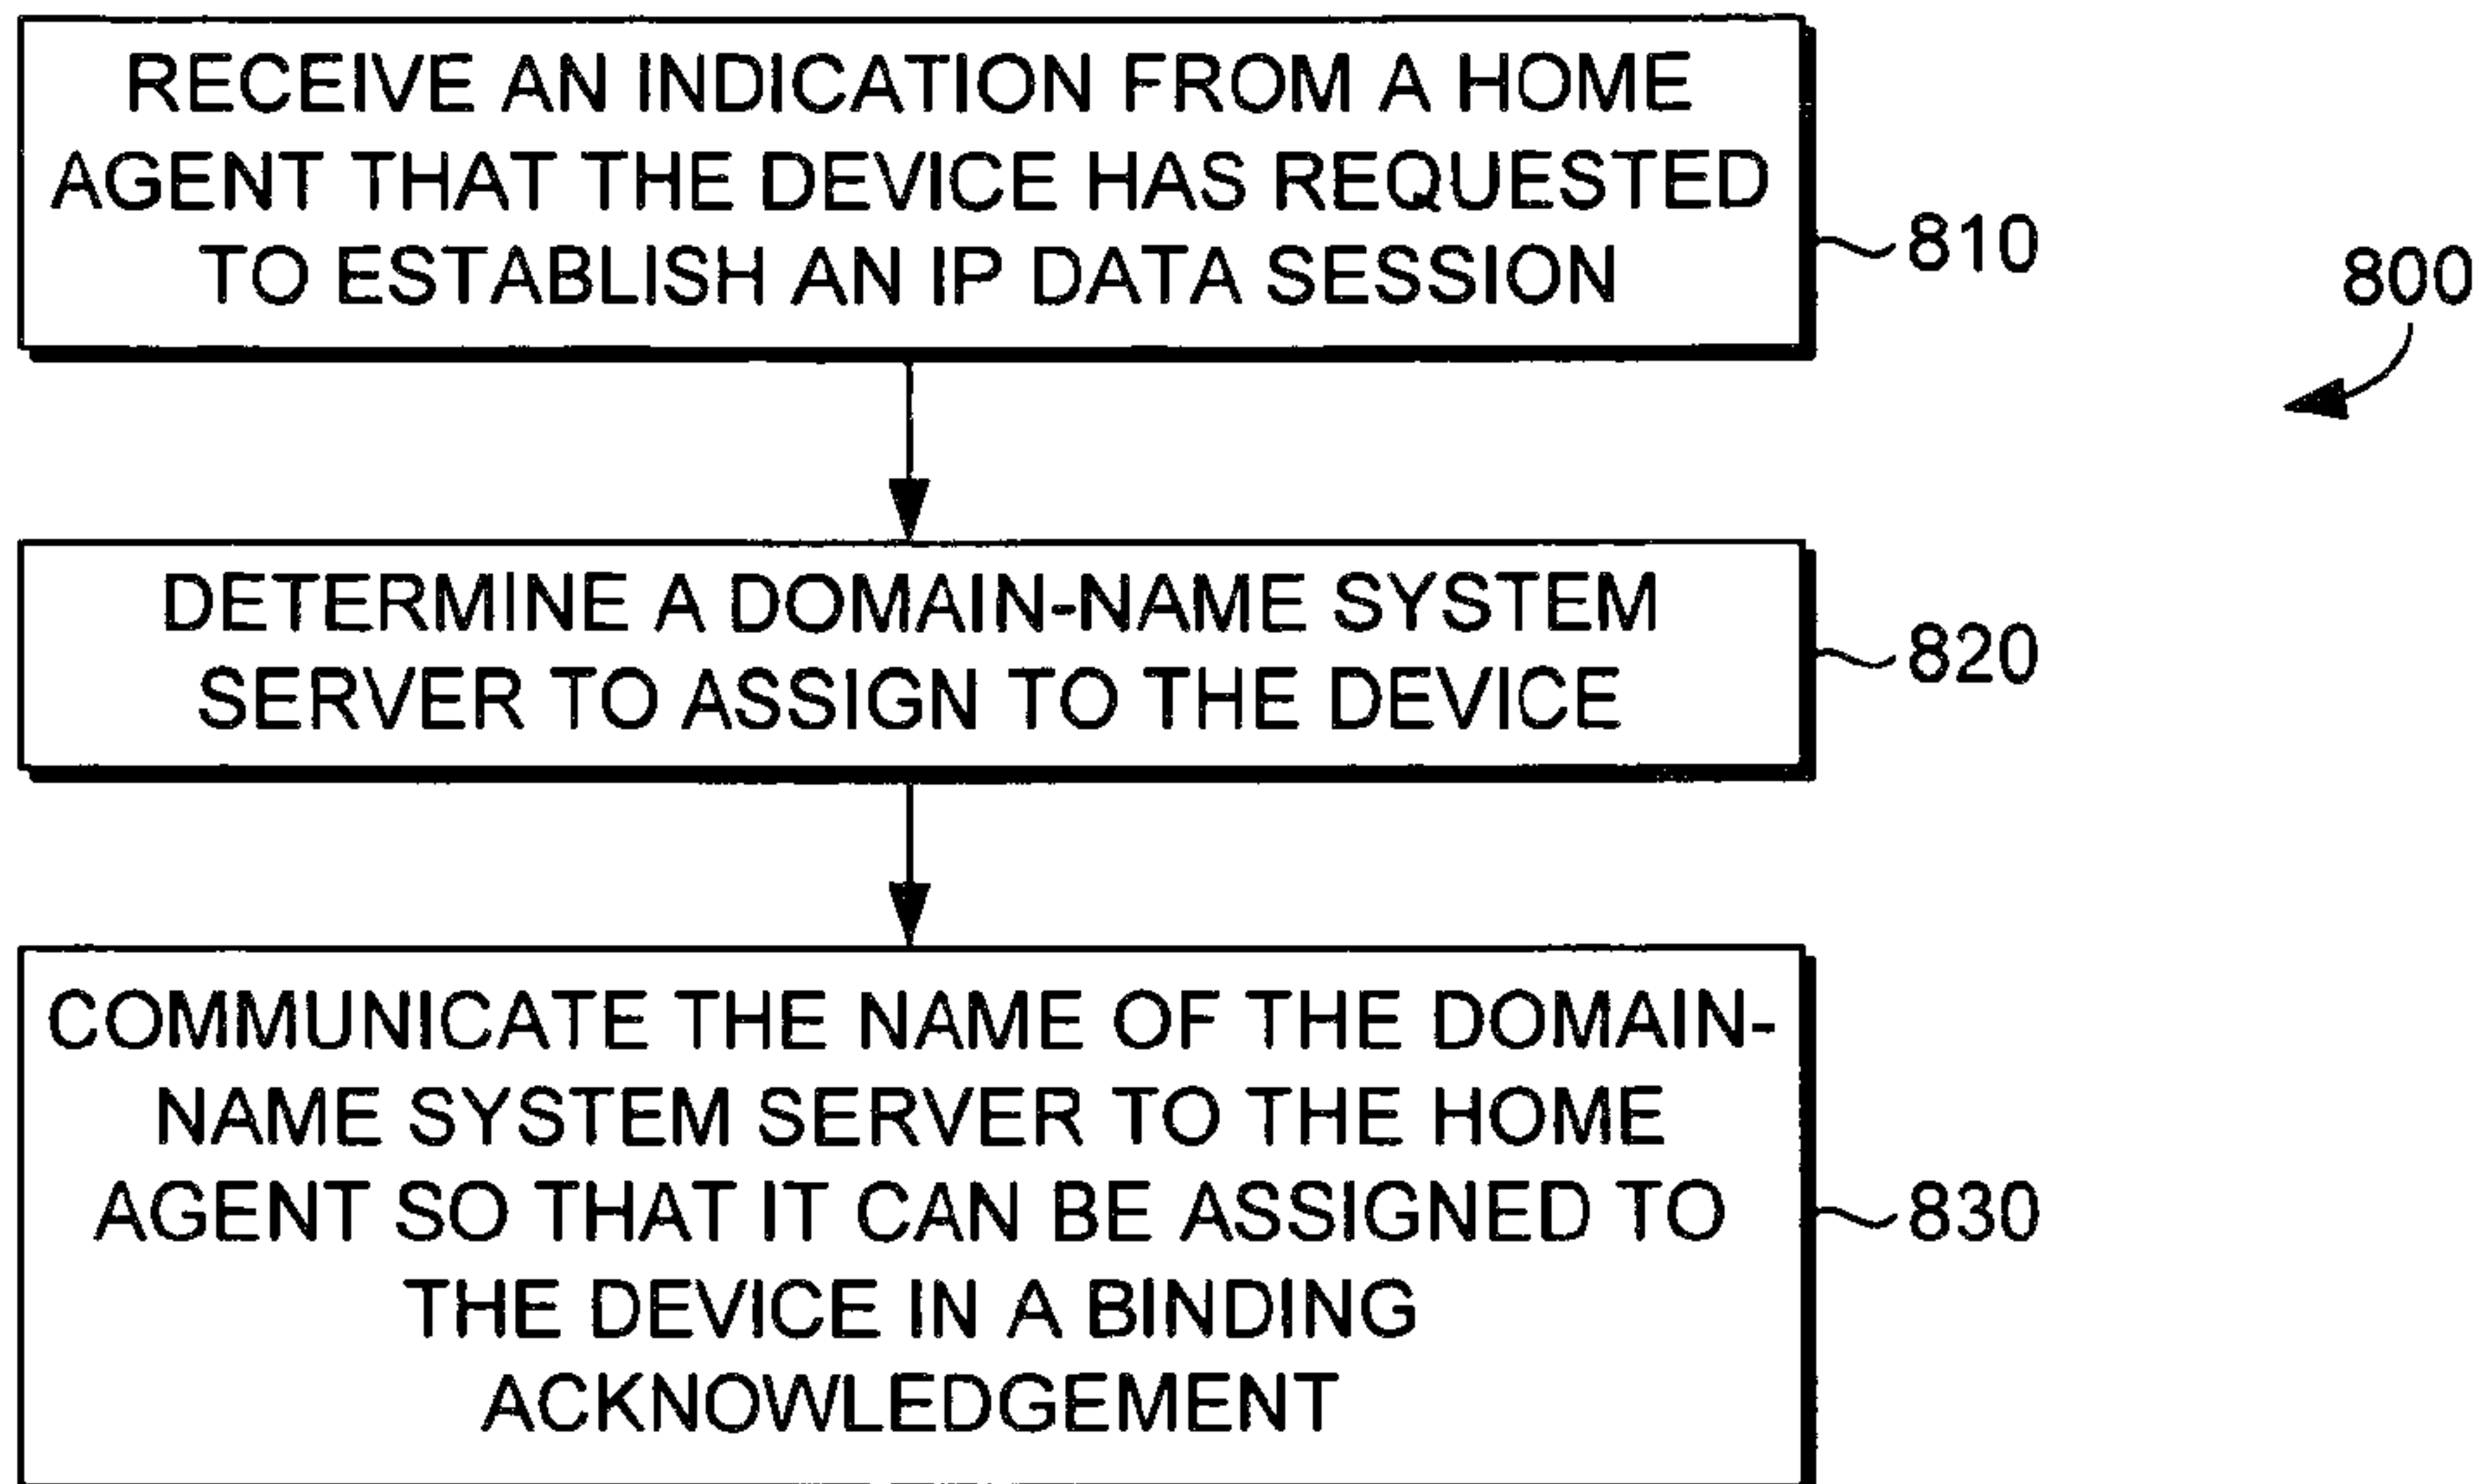 RECEIVE AN INDICATION FROM A HOME
AGENT THAT THE DEVICE HAS REQUESTED
TO ESTABLISH AN IP DATA SESSION
810
800
DETERMINE A DOMAIN-NAME SYSTEM
SERVER TO ASSIGN TO THE DEVICE
820
COMMUNICATE THE NAME OF THE DOMAIN-
NAME SYSTEM SERVER TO THE HOME
AGENT SO THAT IT CAN BE ASSIGNED TO
THE DEVICE IN A BINDING
ACKNOWLEDGEMENT
830